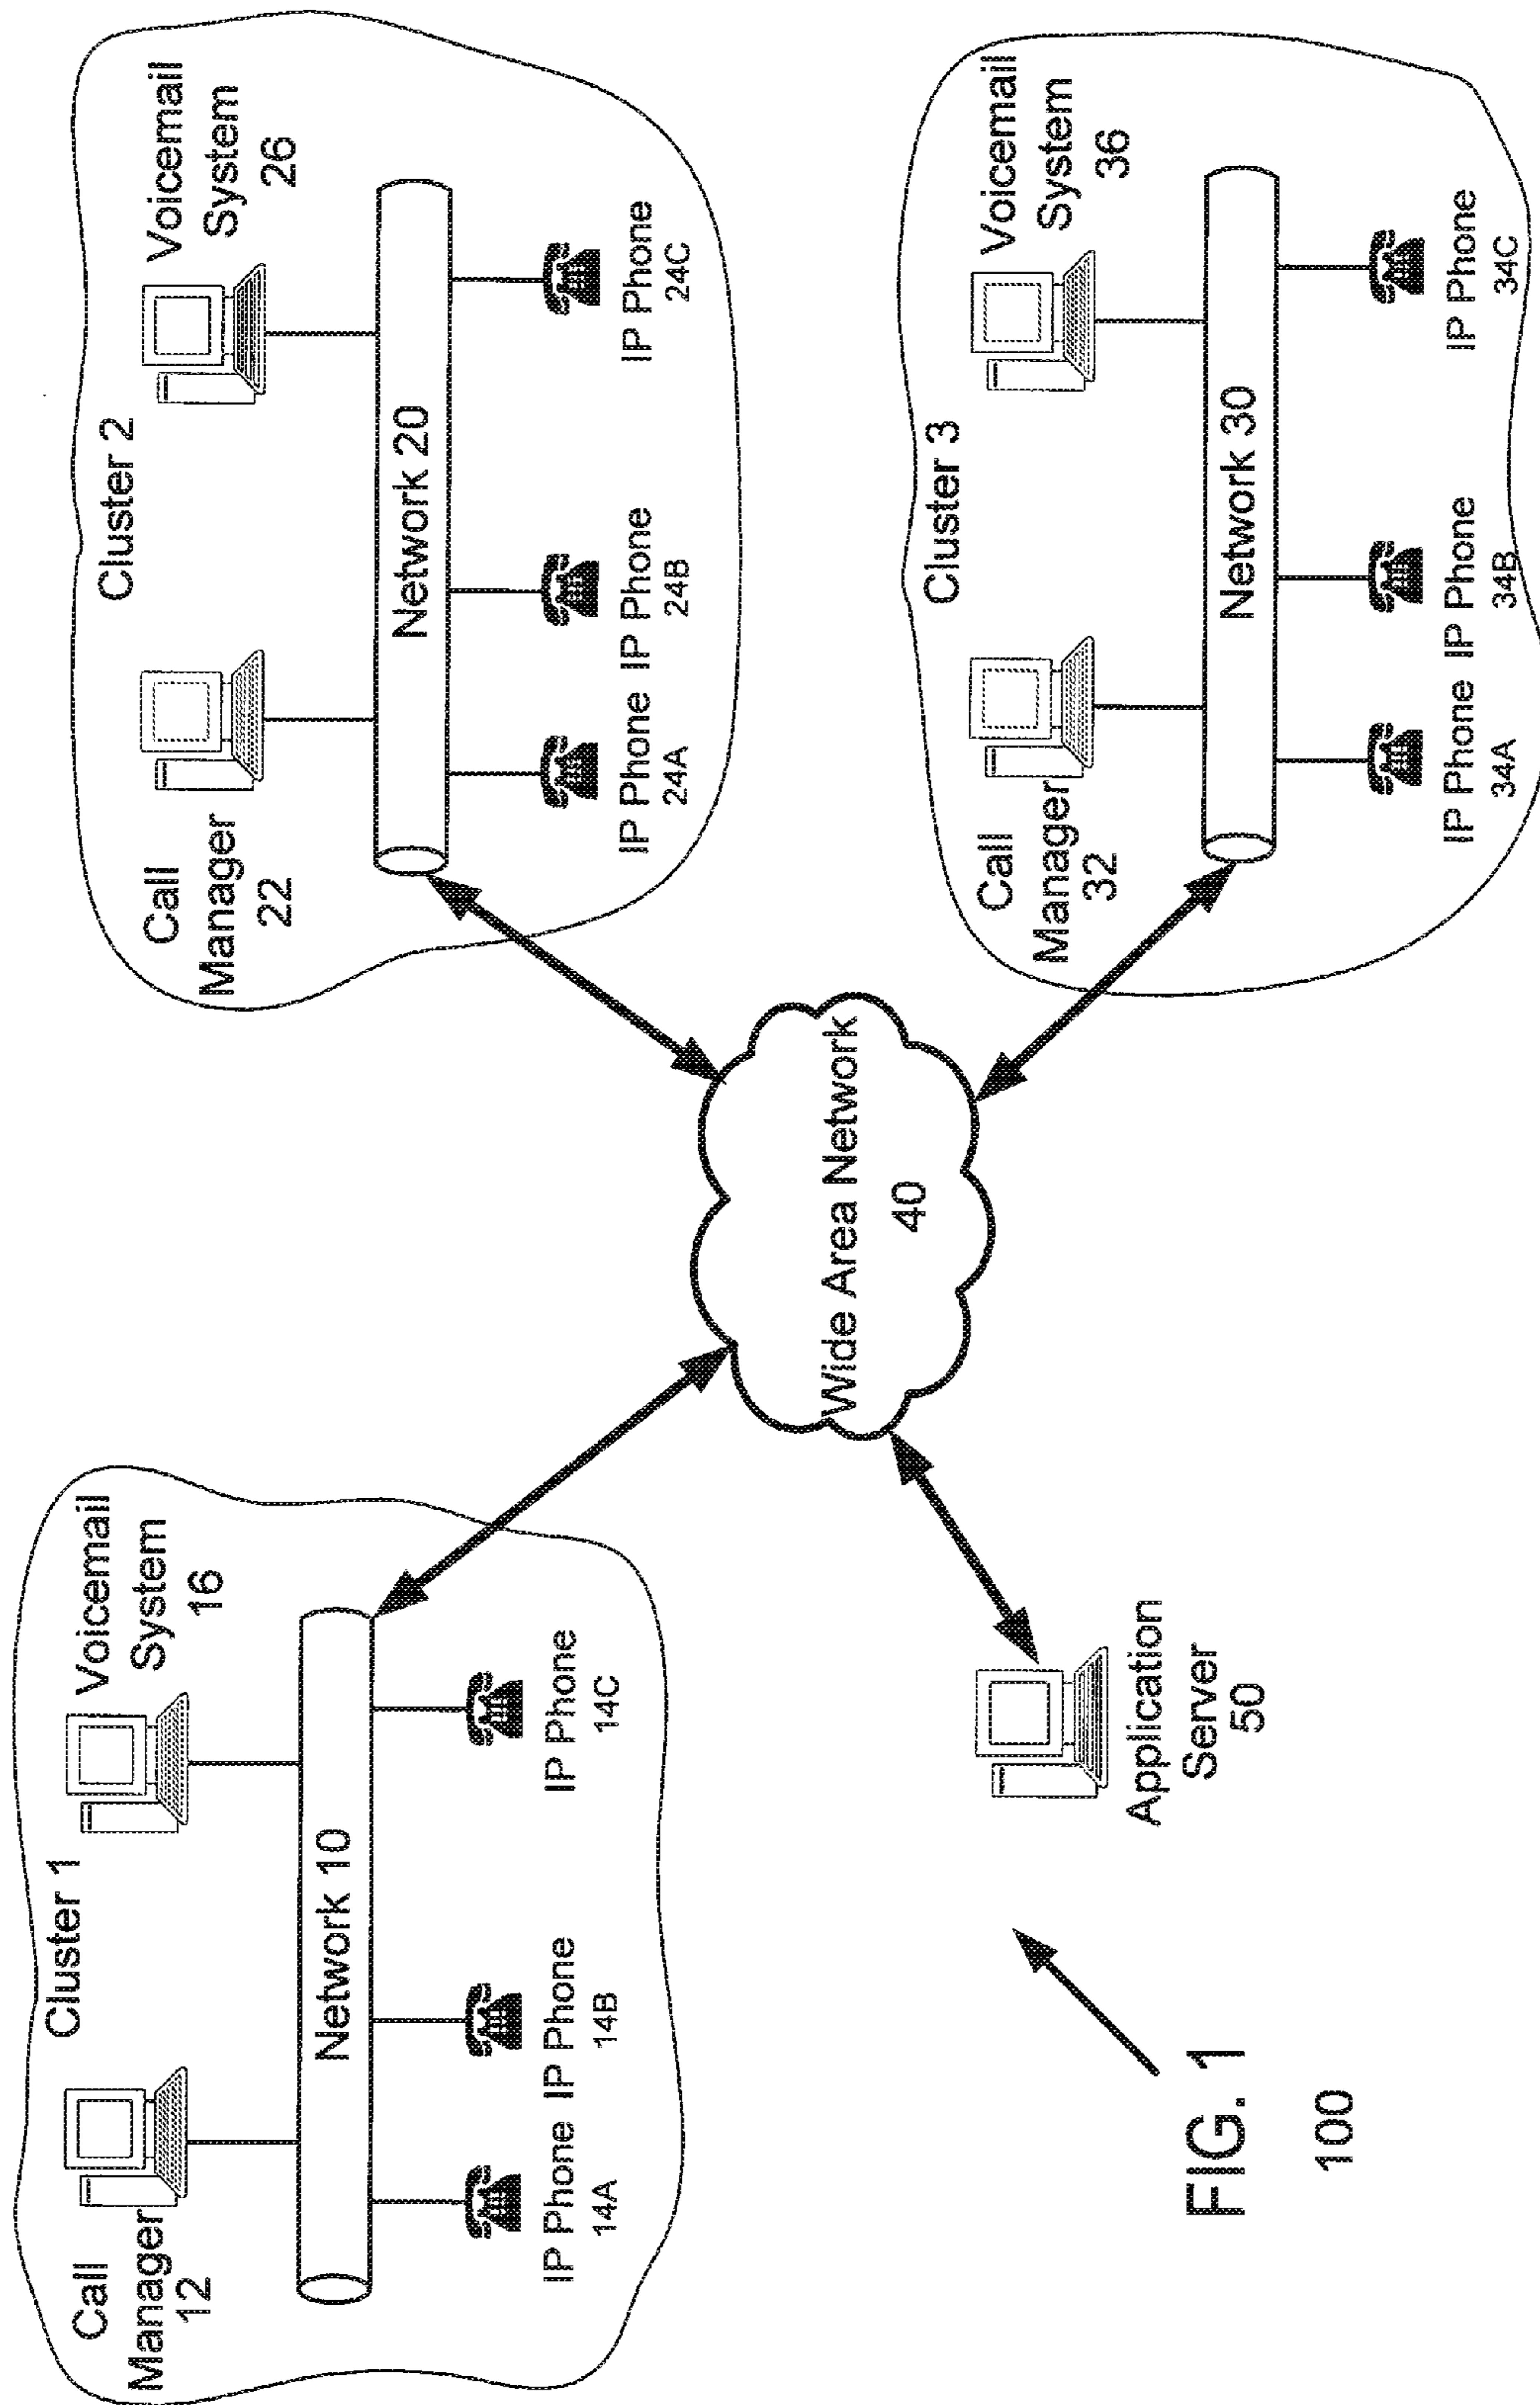 Cluster 1
Call
Manager
12
Voicemail
System
16
Network 10
IP Phone
14A
IP Phone
14B
IP Phone
14C
Cluster 2
Call
Manager
22
Voicemail
System
26
Network 20
IP Phone
24A
IP Phone
24B
IP Phone
24C
Wide Area Network
40
Application
Server
50
Cluster 3
Call
Manager
32
Voicemail
System
36
Network 30
IP Phone
34A
IP Phone
34B
IP Phone
34C
FIG. 1
100